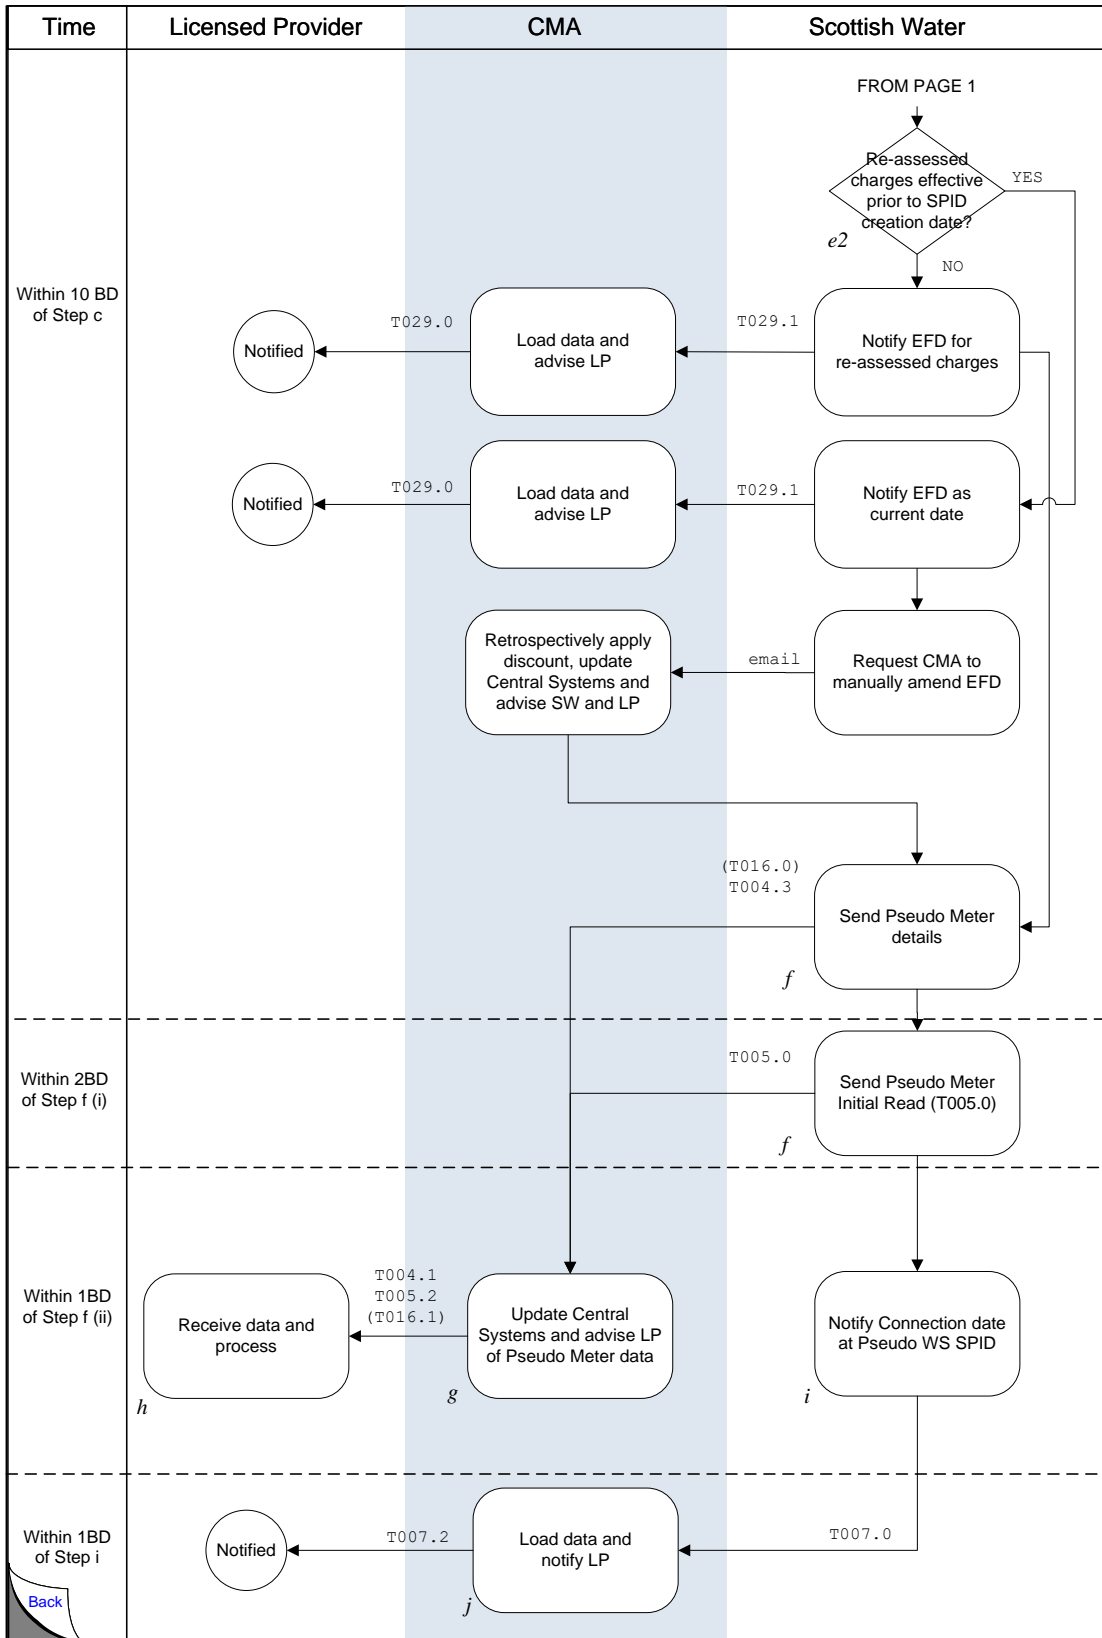 Time
Licensed Provider
CMA
Scottish Water
FROM PAGE 1
Re-assessed
charges effective
prior to SPID
creation date?
YES
e2
NO
Within 10 BD
of Step c
Notified
T029.0
Load data and
advise LP
T029.1
Notify EFD for
re-assessed charges
Notified
T029.0
Load data and
advise LP
T029.1
Notify EFD as
current date
Retrospectively apply
discount, update
Central Systems and
advise SW and LP
email
Request CMA to
manually amend EFD
(T016.0)
T004.3
Send Pseudo Meter
details
f
Within 2BD
of Step f (i)
T005.0
Send Pseudo Meter
Initial Read (T005.0)
f
Within 1BD
of Step f (ii)
Receive data and
process
h
T004.1
T005.2
(T016.1)
Update Central
Systems and advise LP
of Pseudo Meter data
g
Notify Connection date
at Pseudo WS SPID
i
Within 1BD
of Step i
Notified
T007.2
Load data and
notify LP
j
T007.0
Back